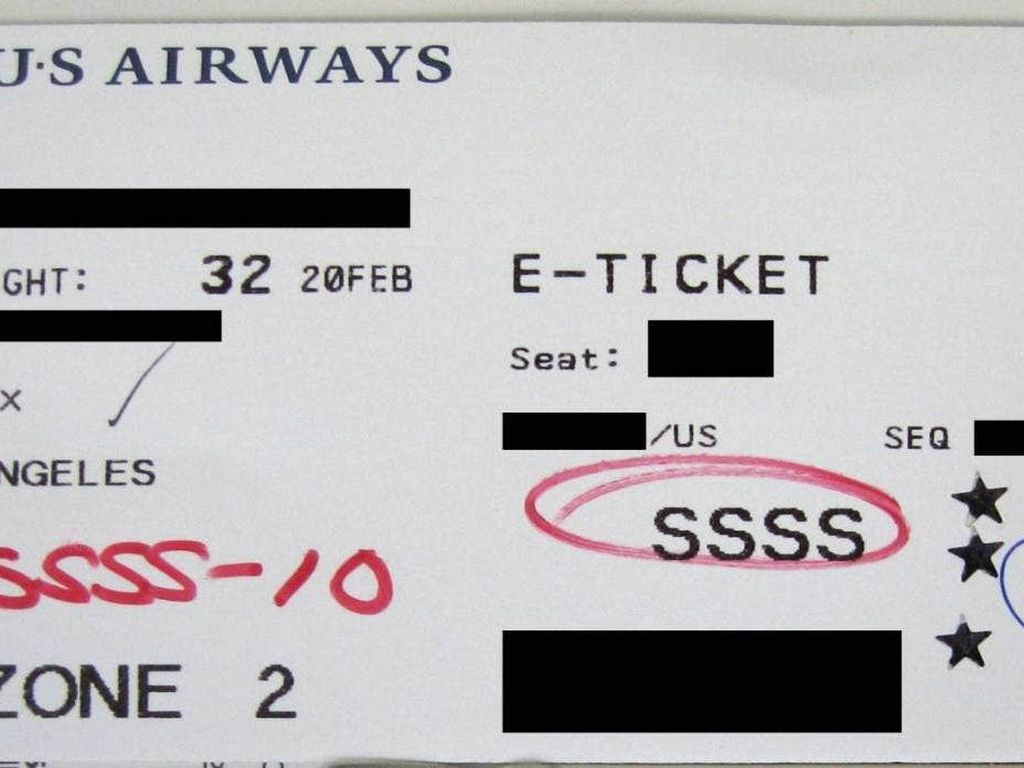 U·S AIRWAYS
GHT: 32 20FEB
E-TICKET
Seat:
x
/US SEQ
NGELES
SSSS
SSSS-10
ZONE 2